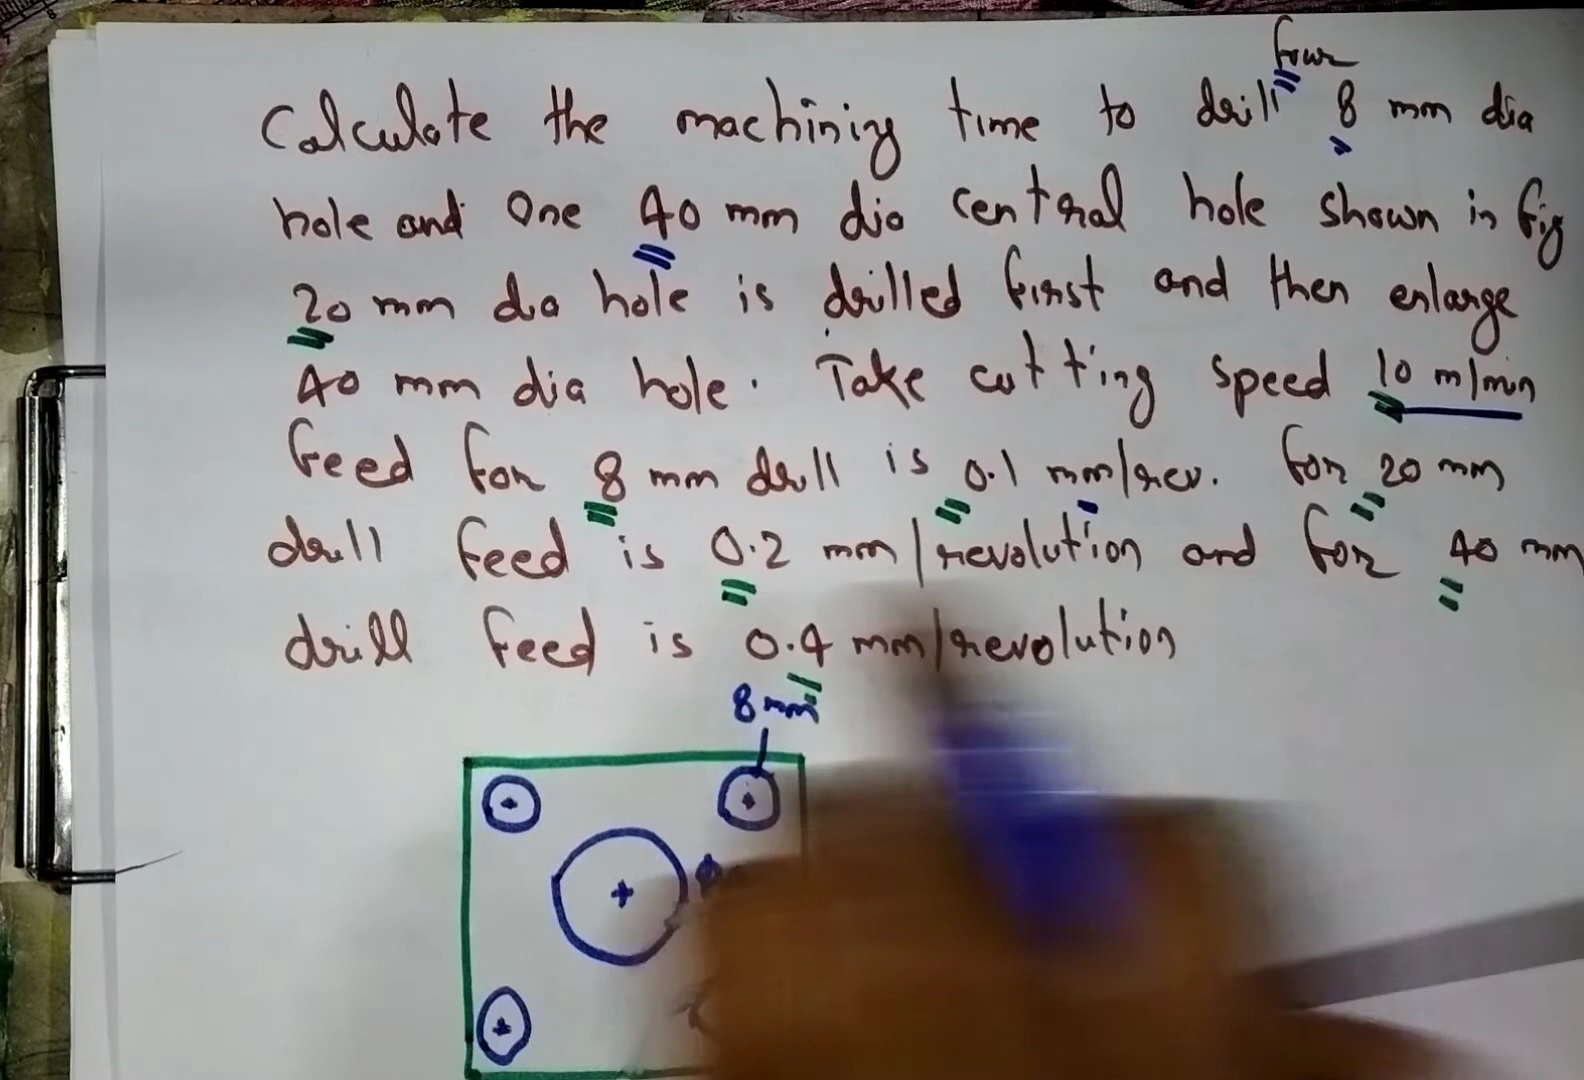 four
Calculate the machining time to drill 8 mm dia
hole and One 40 mm dia central hole shown in fig
20 mm dia hole is drilled first and then enlarge
40 mm dia hole. Take cutting speed 10 m/min
feed for 8 mm drill is 0.1 mm/rev. for 20 mm
drill feed is 0.2 mm/revolution and for 40 mm
drill feed is 0.4 mm/revolution
8 mm